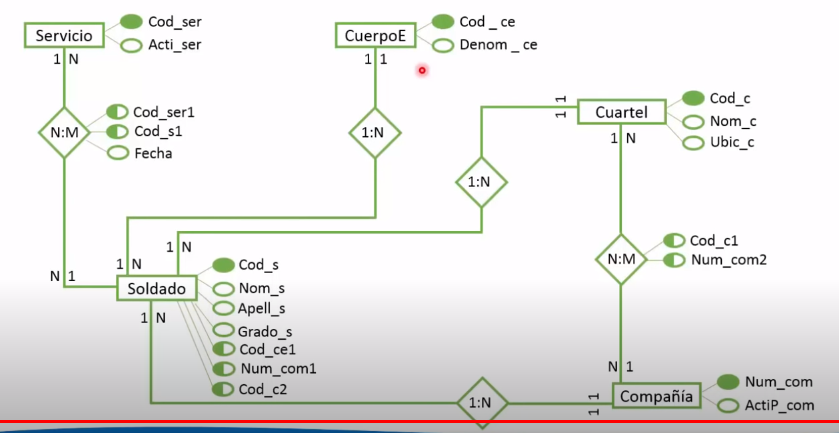 Servicio
Cod_ser
Acti_ser
1 N
N:M
Cod_ser1
Cod_s1
Fecha
N 1
CuerpoE
Cod _ ce
Denom _ ce
1 1
1:N
1 N
Cuartel
Cod_c
Nom_c
Ubic_c
1
1
1:N
1 N
1 N
N:M
Cod_c1
Num_com2
N 1
Soldado
Cod_s
Nom_s
Apell_s
Grado_s
Cod_ce1
Num_com1
Cod_c2
1 N
1:N
1
1
Compañía
Num_com
ActiP_com